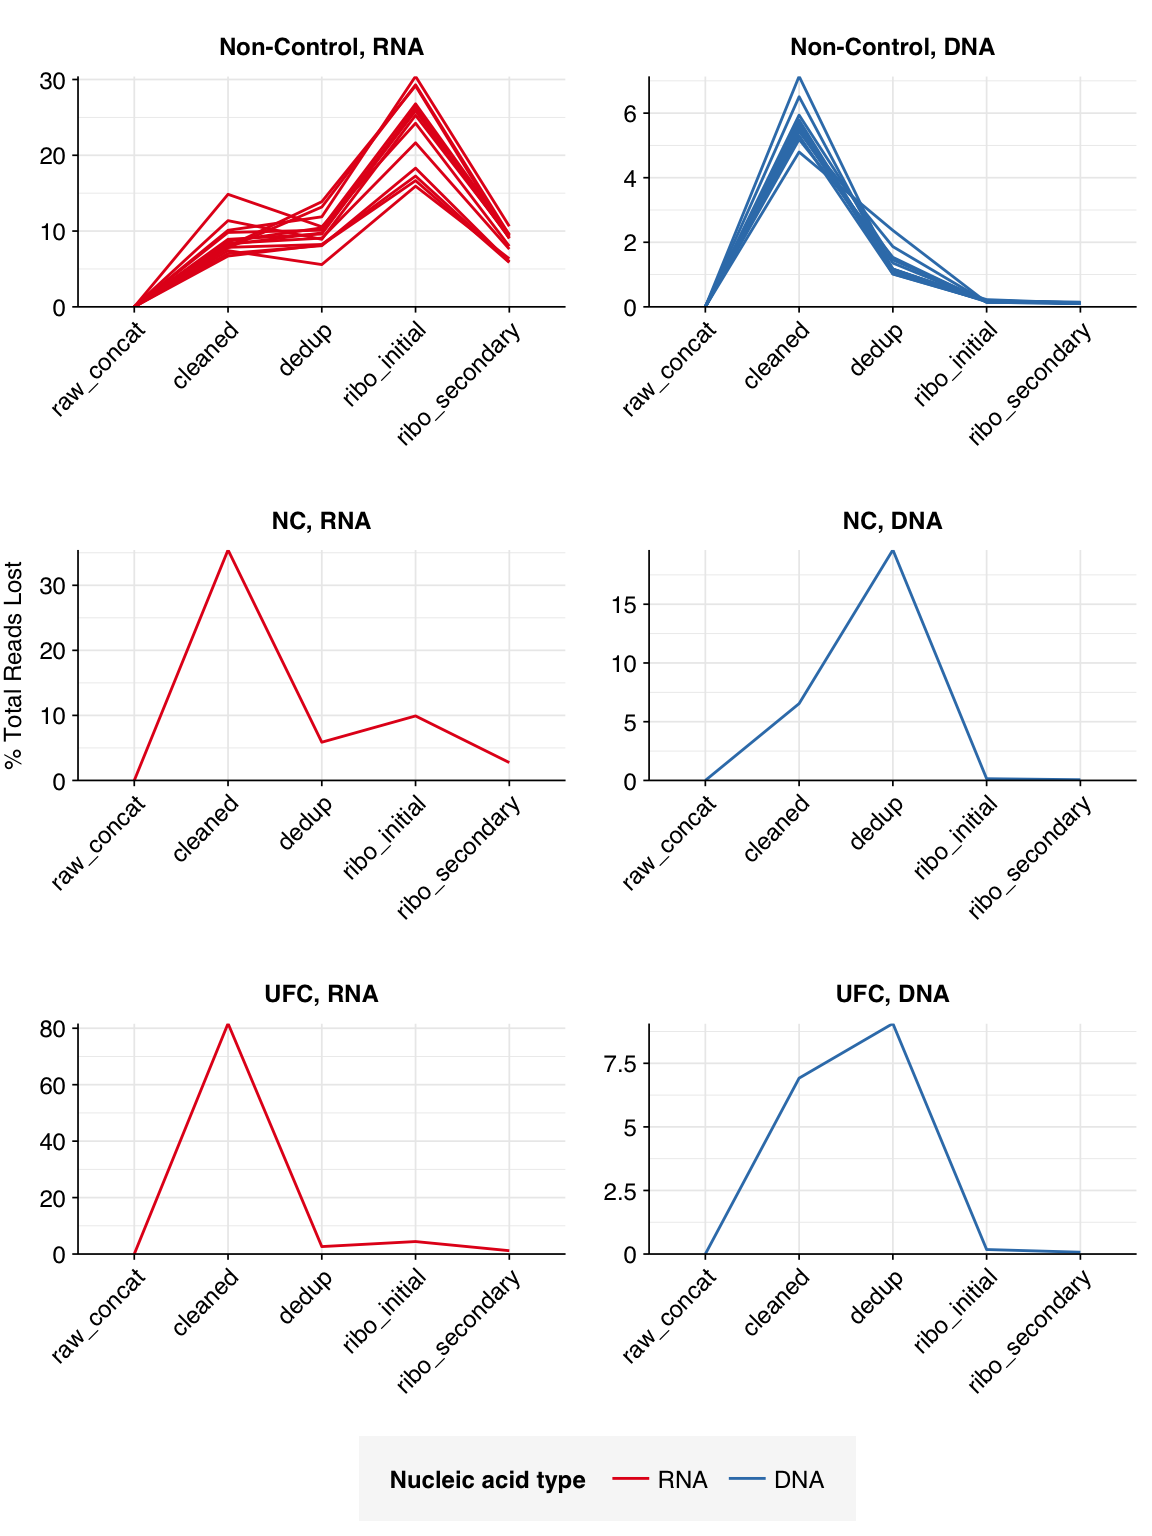 Non-Control, RNA
30
20
10
0
raw_concat
cleaned
dedup
ribo_initial
ribo_secondary
Non-Control, DNA
6
4
2
0
raw_concat
cleaned
dedup
ribo_initial
ribo_secondary
% Total Reads Lost
NC, RNA
30
20
10
0
raw_concat
cleaned
dedup
ribo_initial
ribo_secondary
NC, DNA
15
10
5
0
raw_concat
cleaned
dedup
ribo_initial
ribo_secondary
UFC, RNA
80
60
40
20
0
raw_concat
cleaned
dedup
ribo_initial
ribo_secondary
UFC, DNA
7.5
5
2.5
0
raw_concat
cleaned
dedup
ribo_initial
ribo_secondary
Nucleic acid type RNA DNA